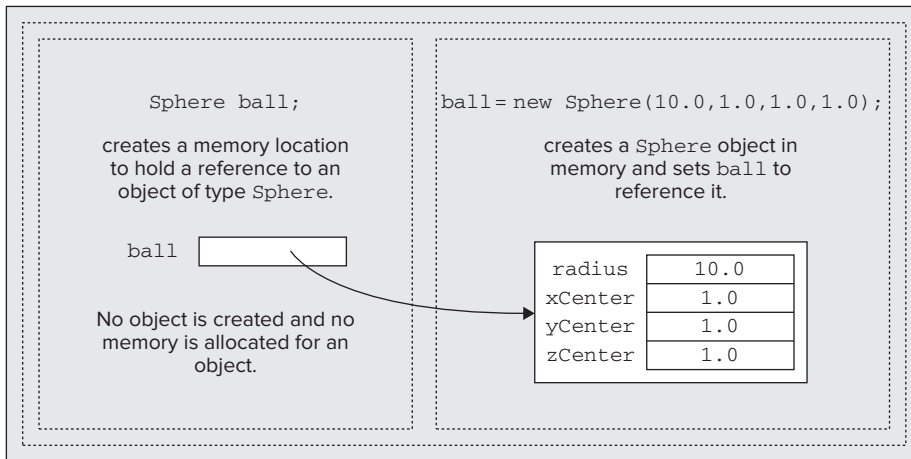 Sphere ball;
creates a memory location
to hold a reference to an
object of type Sphere.
ball
No object is created and no
memory is allocated for an
object.
ball = new Sphere(10.0,1.0,1.0,1.0);
creates a Sphere object in
memory and sets ball to
reference it.
radius 10.0
xCenter 1.0
yCenter 1.0
zCenter 1.0